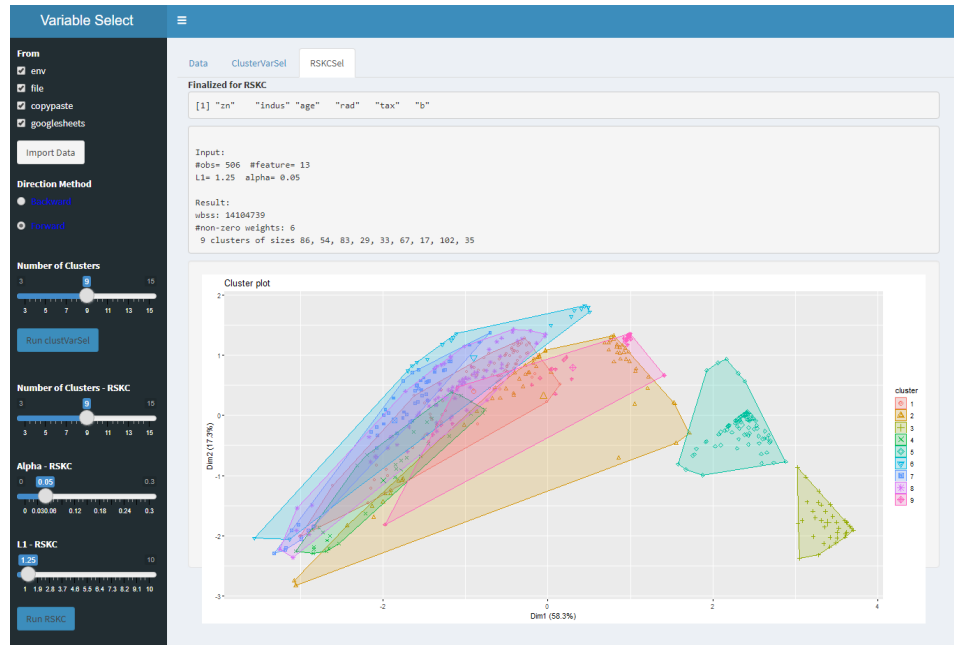 Variable Select
From
env
file
copypaste
googlesheets
Import Data
Direction Method
Backward
Forward
Number of Clusters
3 9 15
3 5 7 9 11 13 15
Run clustVarSel
Number of Clusters - RSKC
3 9 15
3 5 7 9 11 13 15
Alpha - RSKC
0 0.05 0.3
0 0.030.06 0.12 0.18 0.24 0.3
L1 - RSKC
1.25 10
1 1.9 2.8 3.7 4.6 5.5 6.4 7.3 8.2 9.1 10
Run RSKC
Data ClusterVarSel RSKCSel
Finalized for RSKC
[1] "zn" "indus" "age" "rad" "tax" "b"
Input:
#obs= 506 #feature= 13
L1= 1.25 alpha= 0.05
Result:
wbss: 14104739
#non-zero weights: 6
9 clusters of sizes 86, 54, 83, 29, 33, 67, 17, 102, 35
Cluster plot
2
1
0
-1
-2
-3
Dim2 (17.3%)
-2 0 2 4
Dim1 (58.3%)
cluster
1
2
3
4
5
6
7
8
9